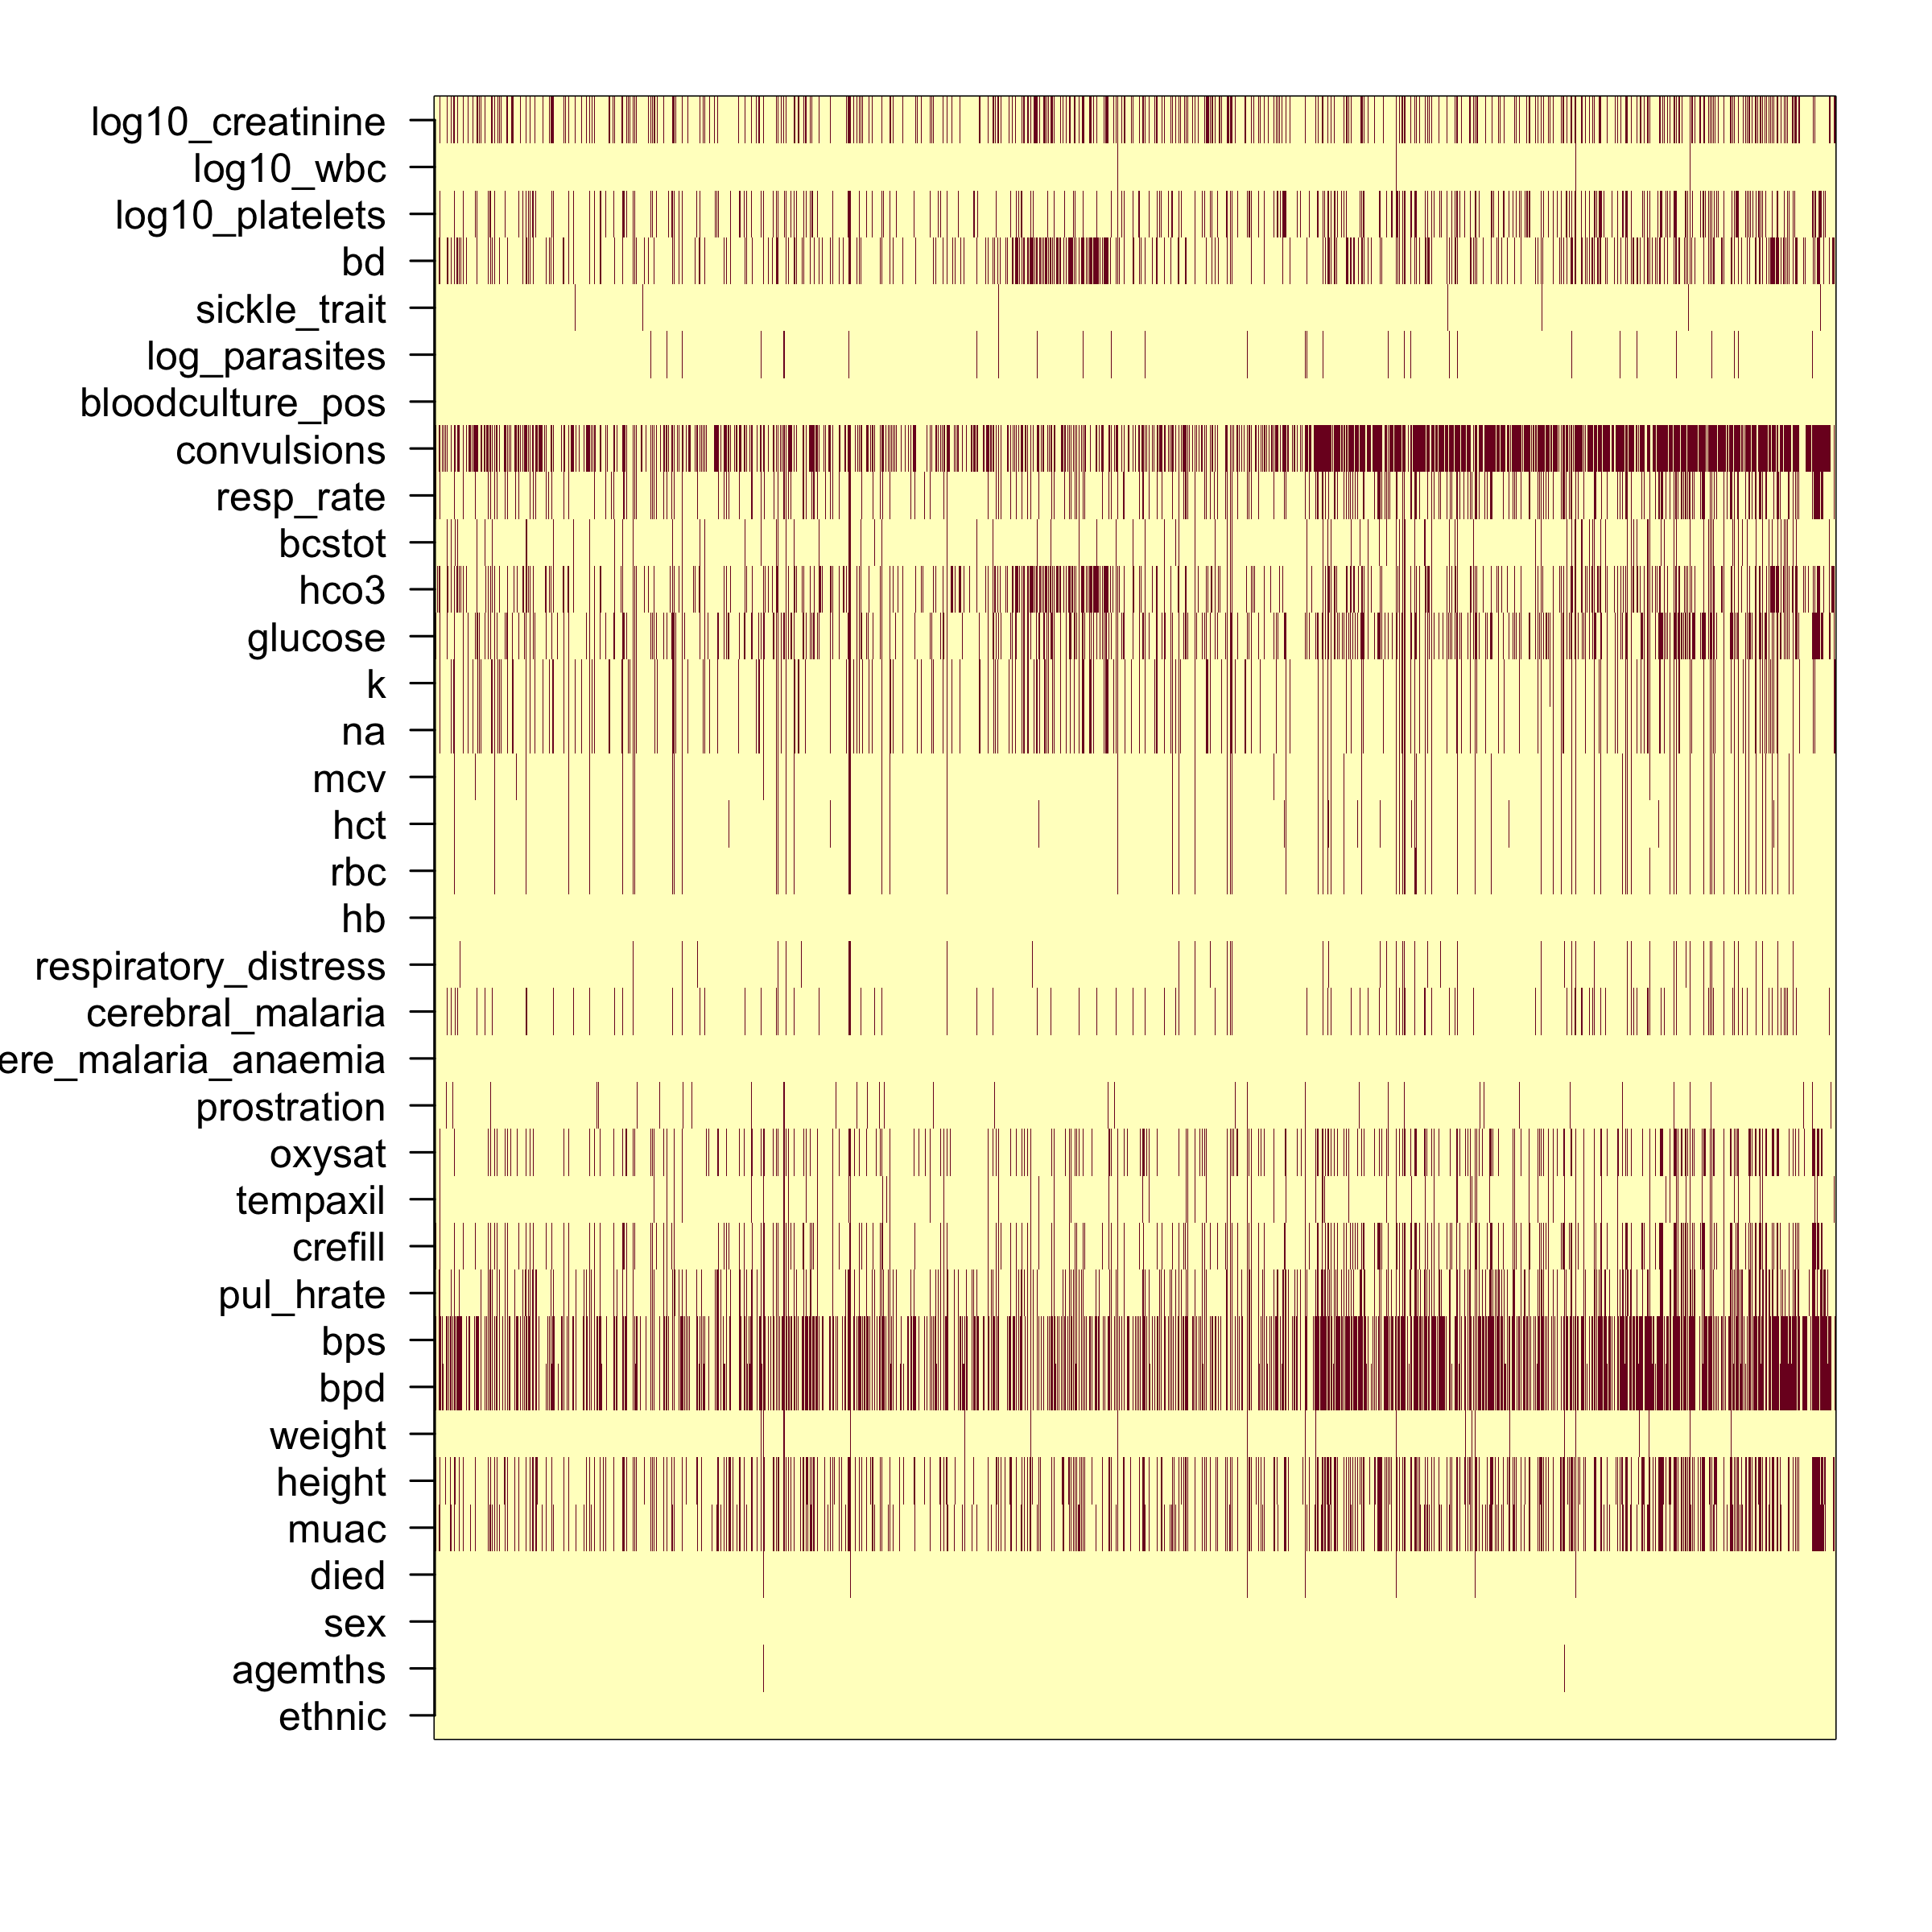 log10_creatinine
log10_wbc
log10_platelets
bd
sickle_trait
log_parasites
bloodculture_pos
convulsions
resp_rate
bcstot
hco3
glucose
k
na
mcv
hct
rbc
hb
respiratory_distress
cerebral_malaria
ere_malaria_anaemia
prostration
oxysat
tempaxil
crefill
pul_hrate
bps
bpd
weight
height
muac
died
sex
agemths
ethnic